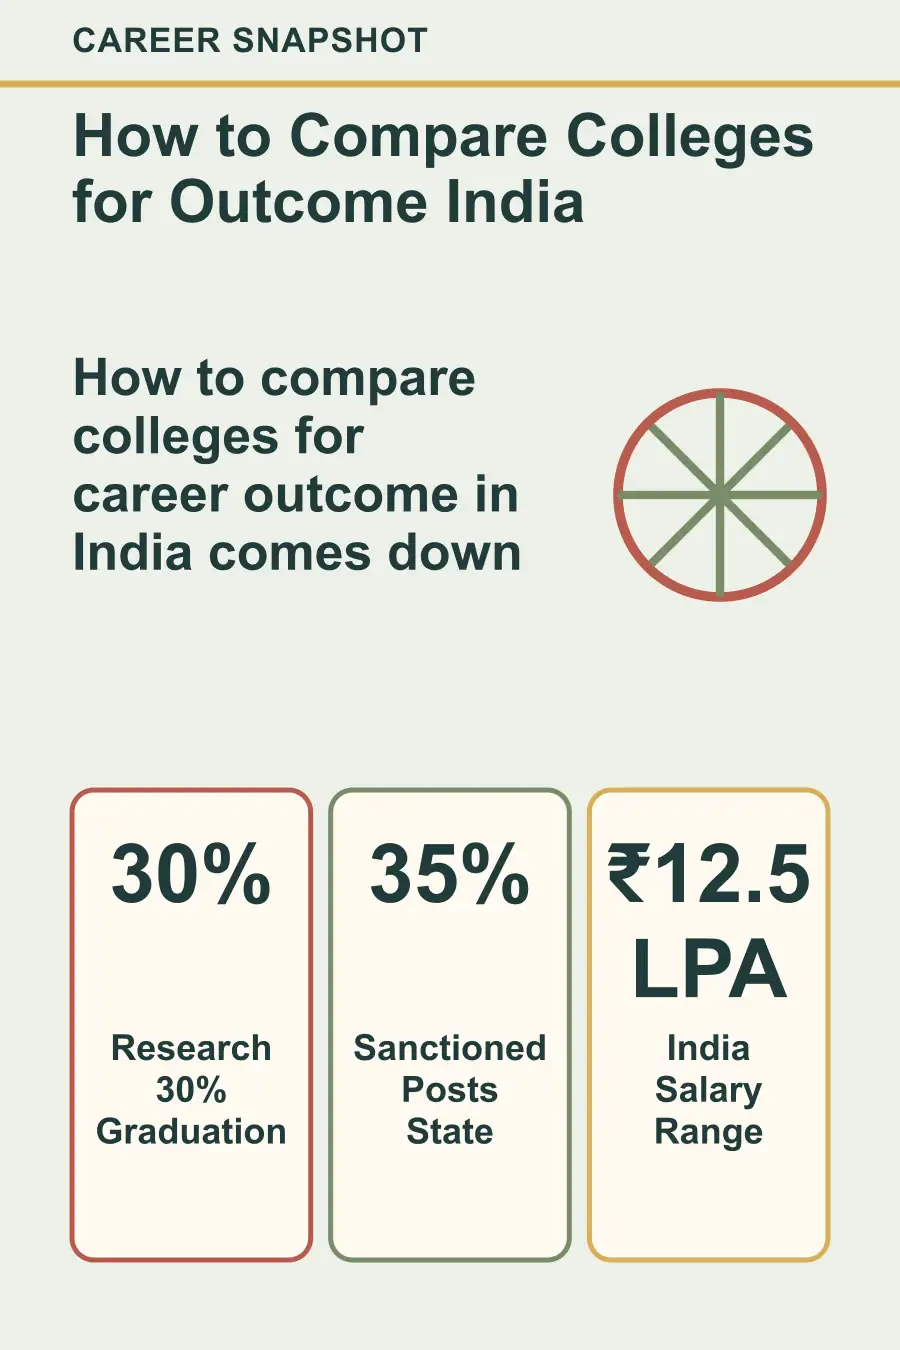 CAREER SNAPSHOT
How to Compare Colleges
for Outcome India
How to compare
colleges for
career outcome in
India comes down
30%
Research
30%
Graduation
35%
Sanctioned
Posts
State
₹12.5
LPA
India
Salary
Range